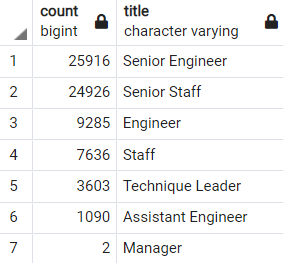 count title
bigint character varying
1 25916 Senior Engineer
2 24926 Senior Staff
3 9285 Engineer
4 7636 Staff
5 3603 Technique Leader
6 1090 Assistant Engineer
7 2 Manager